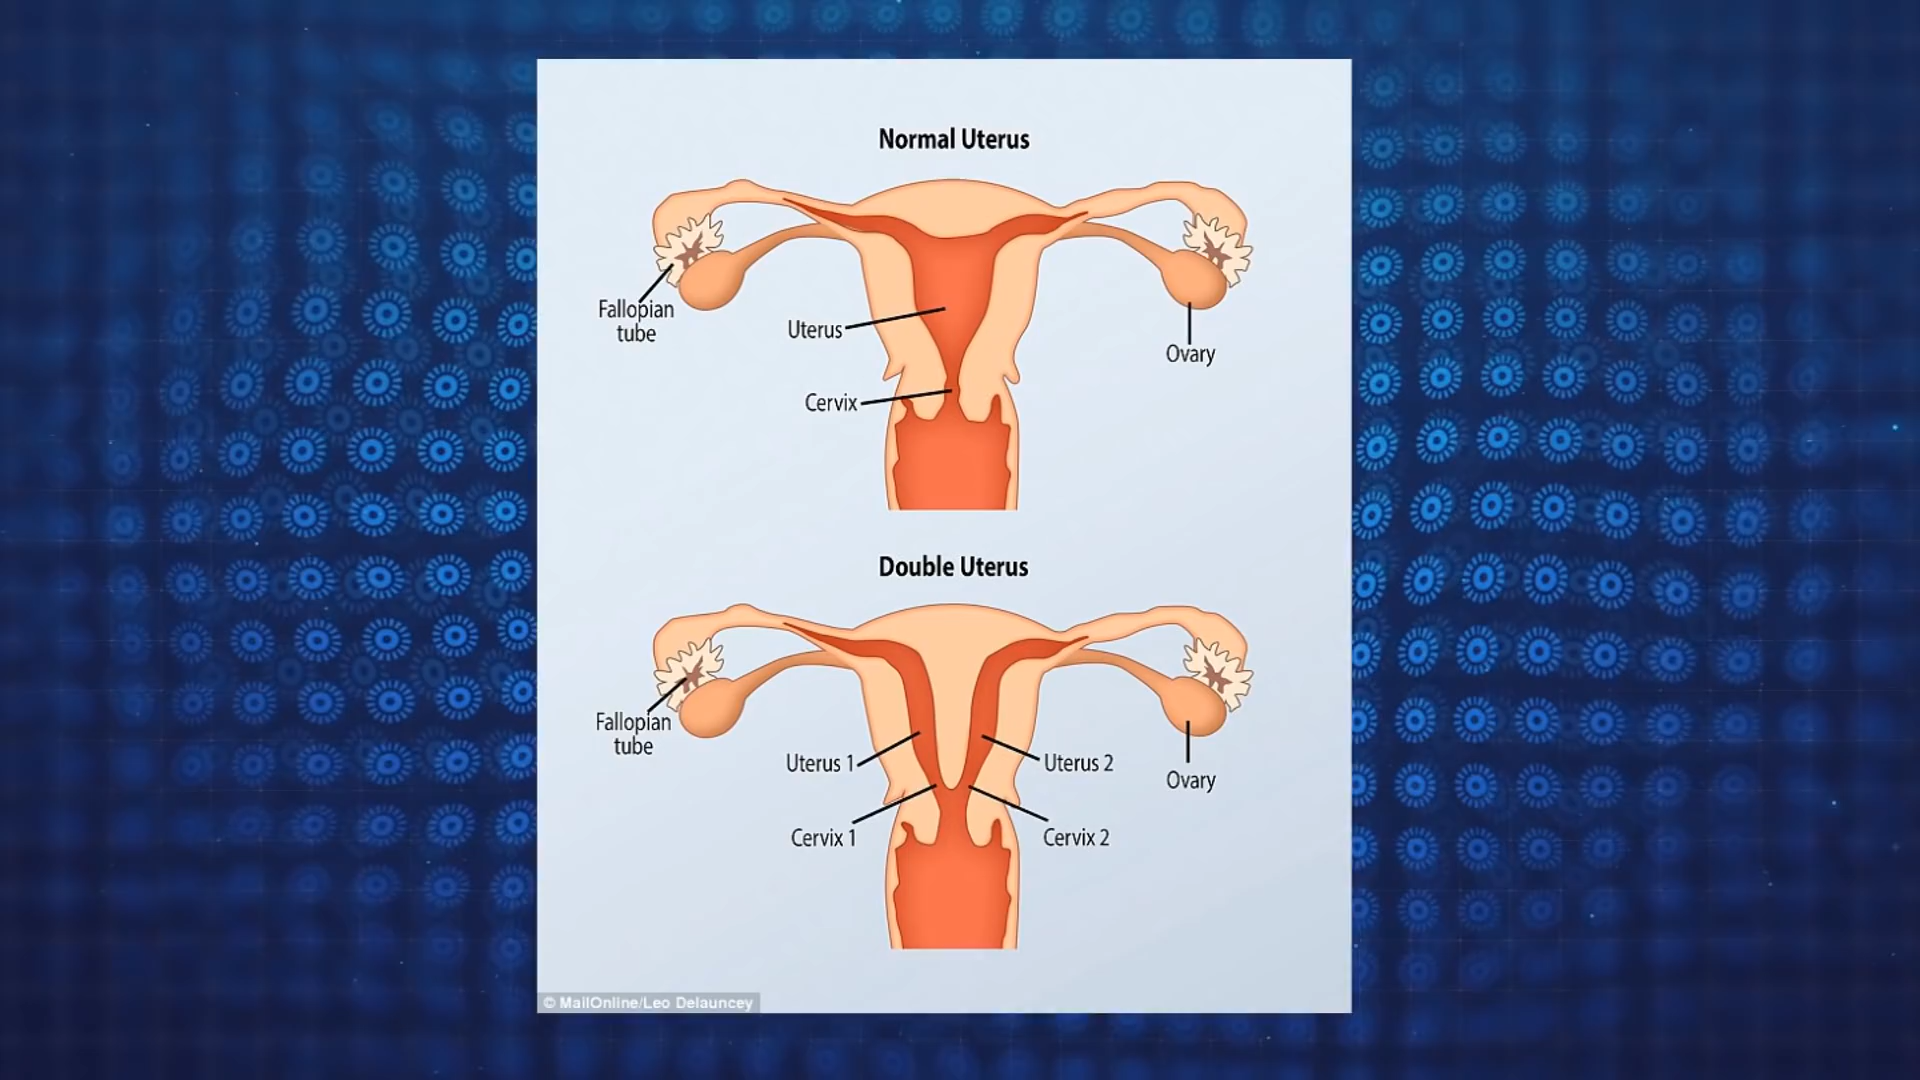 Normal Uterus
Fallopian
tube
Uterus
Cervix
Ovary
Double Uterus
Fallopian
tube
Uterus 1
Uterus 2
Ovary
Cervix 1
Cervix 2
© MailOnline/Leo Delauncey